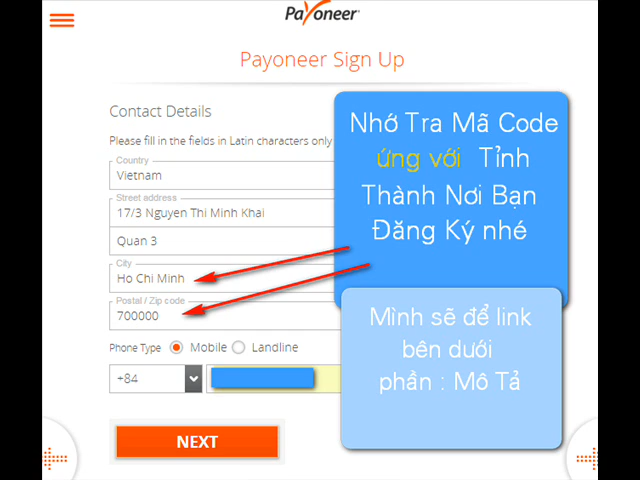 Payoneer
Payoneer Sign Up
Contact Details
Please fill in the fields in Latin characters only
Country
Vietnam
Street address
17/3 Nguyen Thi Minh Khai
Quan 3
City
Ho Chi Minh
Postal / Zip code
700000
Phone Type Mobile Landline
+84
NEXT
Nhớ Tra Mã Code
ứng với Tỉnh
Thành Nơi Bạn
Đăng Ký nhé
Mình sẽ để link
bên dưới
phần : Mô Tả